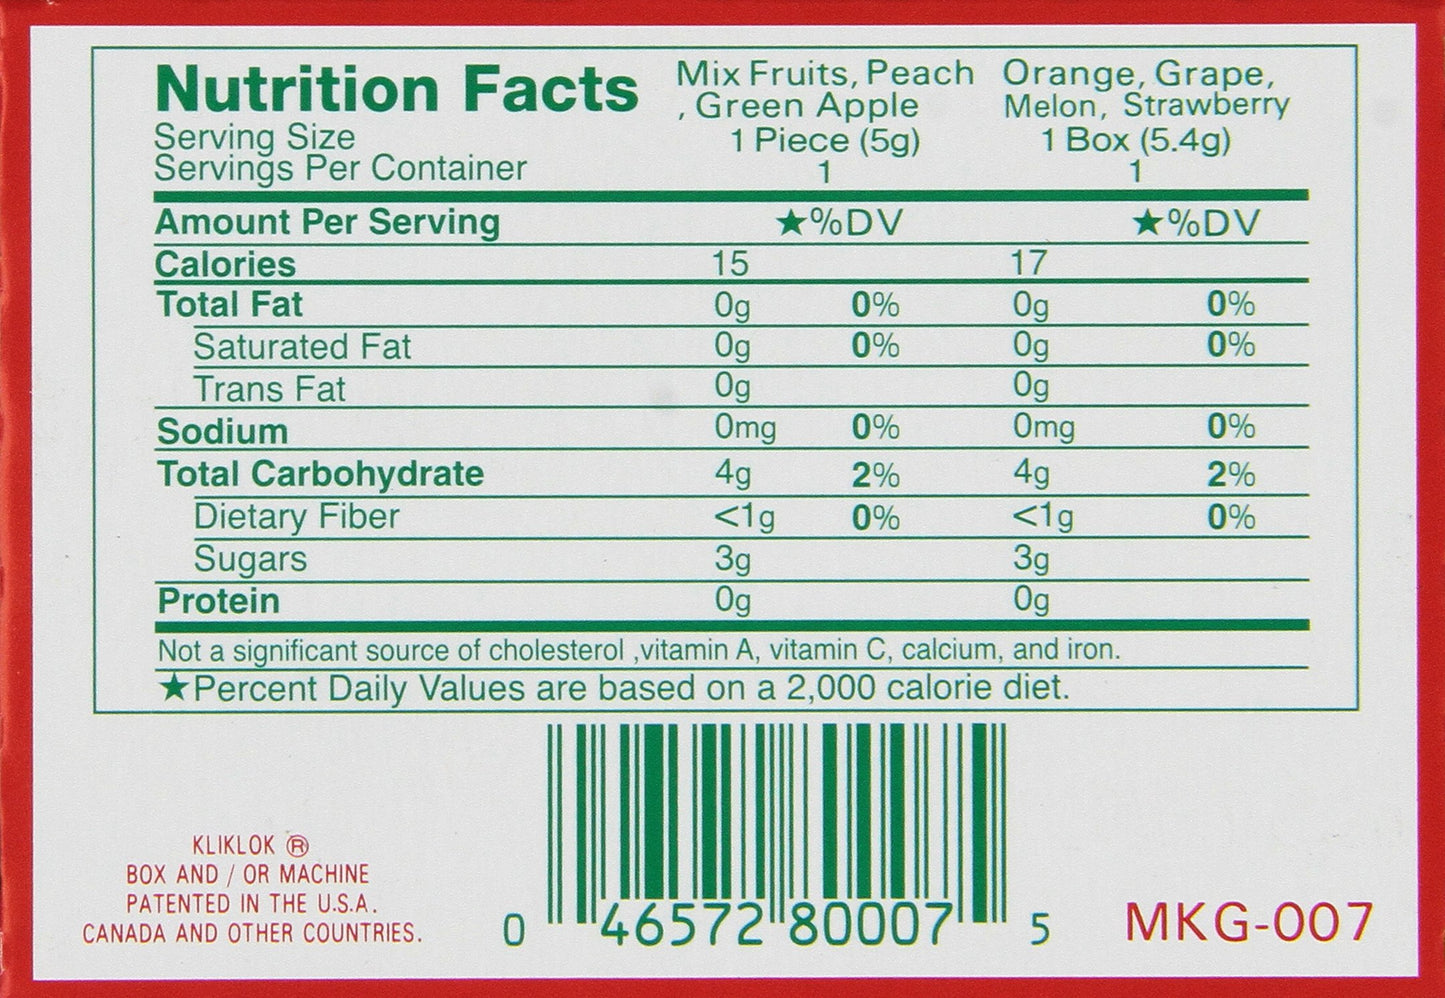 Nutrition Facts
Mix Fruits, Peach
, Green Apple
Orange, Grape,
Melon, Strawberry
Serving Size 1 Piece (5g) 1 Box (5.4g)
Servings Per Container 1 1
Amount Per Serving ★%DV ★%DV
Calories 15 17
Total Fat 0g 0% 0g 0%
Saturated Fat 0g 0% 0g 0%
Trans Fat 0g 0g
Sodium 0mg 0% 0mg 0%
Total Carbohydrate 4g 2% 4g 2%
Dietary Fiber <1g 0% <1g 0%
Sugars 3g 3g
Protein 0g 0g
Not a significant source of cholesterol ,vitamin A, vitamin C, calcium, and iron.
★Percent Daily Values are based on a 2,000 calorie diet.
KLIKLOK ®
BOX AND / OR MACHINE
PATENTED IN THE U.S.A.
CANADA AND OTHER COUNTRIES.
0 46572 80007 5
MKG-007